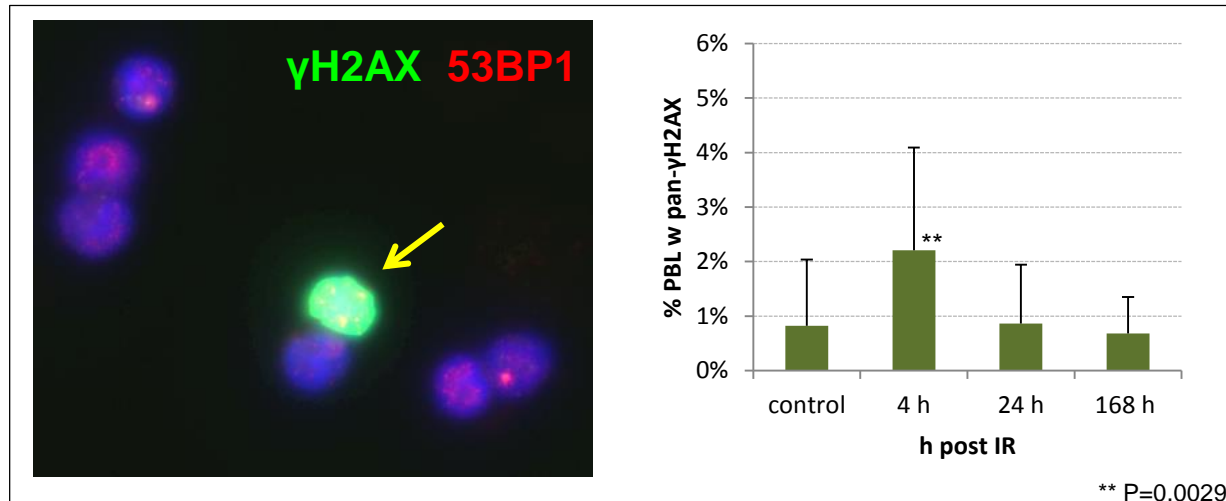 γH2AX 53BP1
% PBL w pan-γH2AX
6%
5%
4%
3%
2%
1%
0%
**
control 4 h 24 h 168 h
h post IR
** P=0.0029